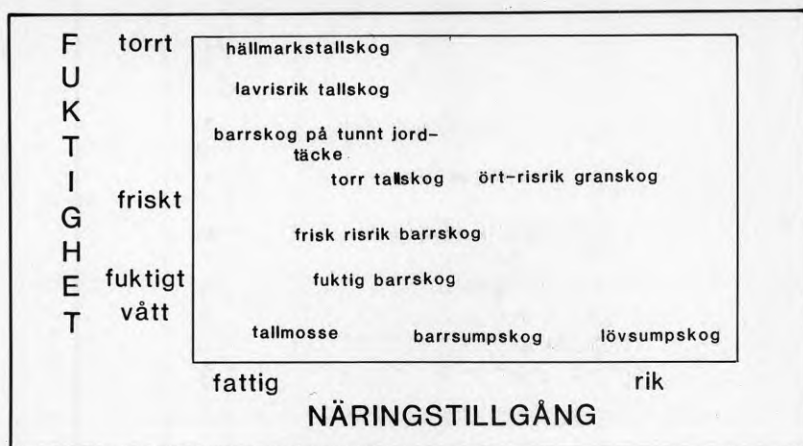 FUKTIGHET
torrt
hällmarkstallskog
lavrisrik tallskog
barrskog på tunnt jord-
täcke
torr tallskog
ört-risrik granskog
friskt
frisk risrik barrskog
fuktigt
fuktig barrskog
vått
tallmosse
barrsumpskog
lövsumpskog
fattig
rik
NÄRINGSTILLGÅNG